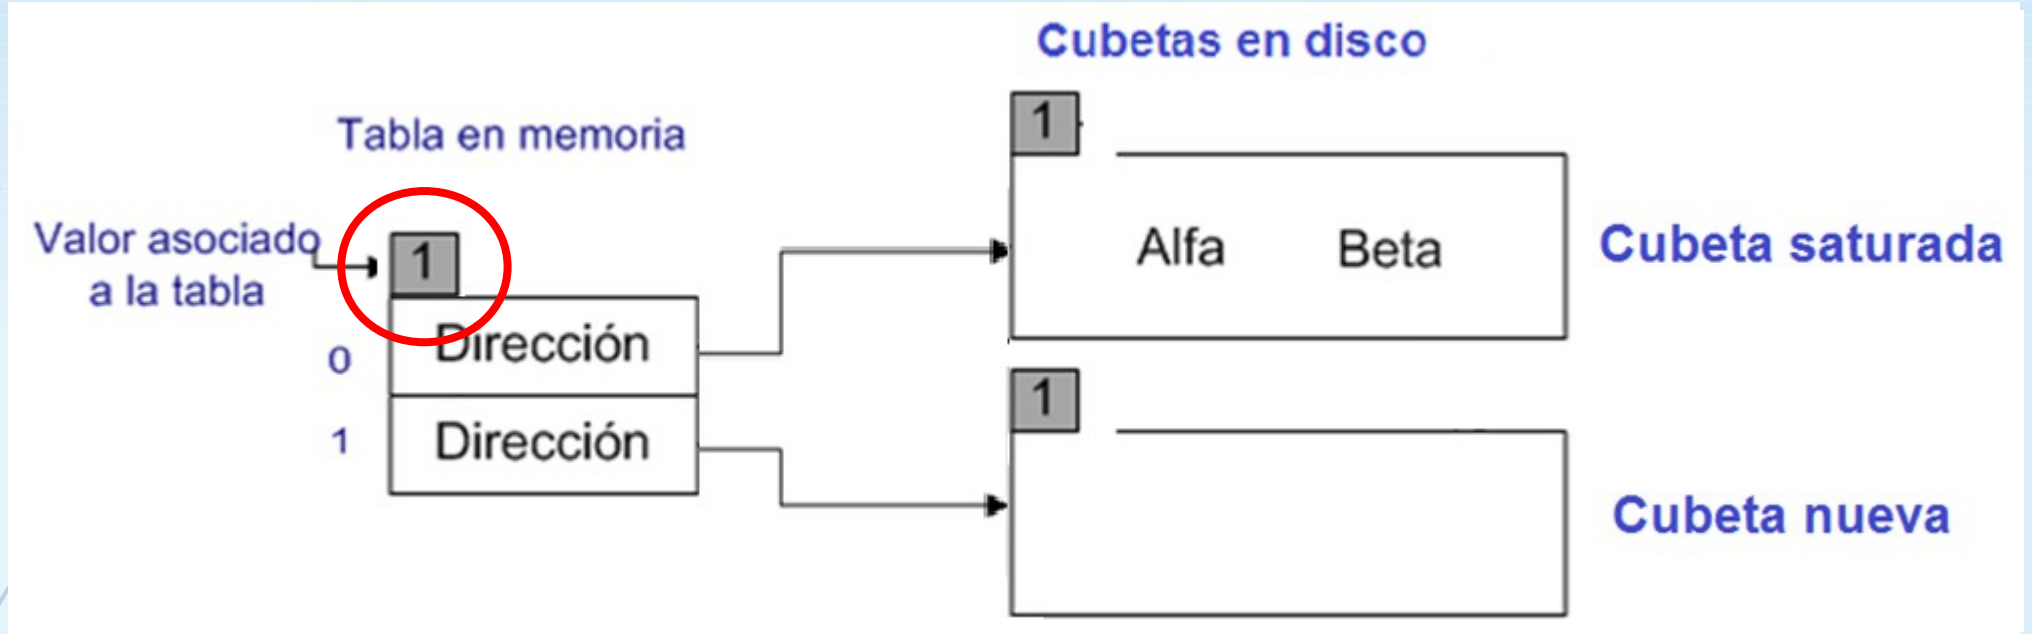 Cubetas en disco
Tabla en memoria
1
Valor asociado
a la tabla
1
0
Dirección
1
Dirección
Alfa Beta
Cubeta saturada
1
Cubeta nueva